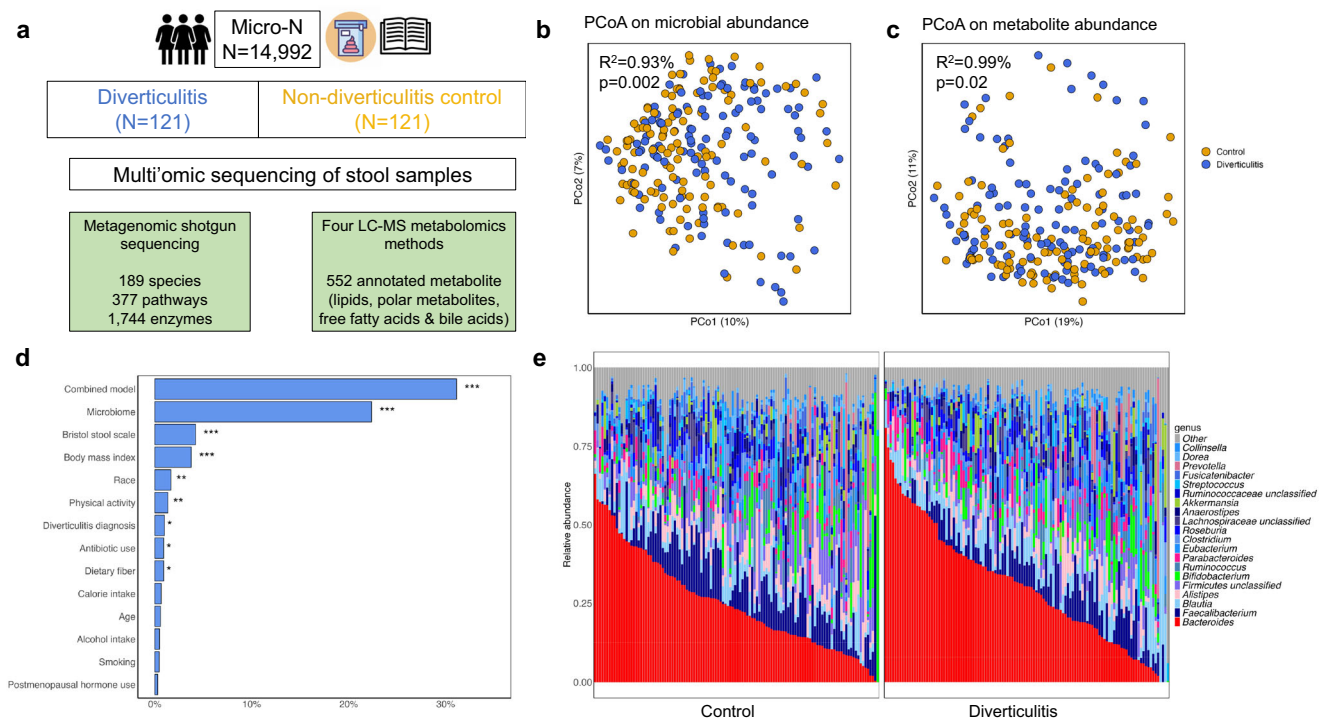 a
Micro-N
N=14,992
Diverticulitis
(N=121)
Non-diverticulitis control
(N=121)
Multi'omic sequencing of stool samples
Metagenomic shotgun
sequencing
189 species
377 pathways
1,744 enzymes
Four LC-MS metabolomics
methods
552 annotated metabolite
(lipids, polar metabolites,
free fatty acids & bile acids)
b
PCoA on microbial abundance
R²=0.93%
p=0.002
PCo2 (7%)
PCo1 (10%)
c
PCoA on metabolite abundance
R²=0.99%
p=0.02
PCo2 (11%)
PCo1 (19%)
Control
Diverticulitis
d
Combined model
***
Microbiome
***
Bristol stool scale
***
Body mass index
***
Race
**
Physical activity
**
Diverticulitis diagnosis
*
Antibiotic use
*
Dietary fiber
*
Calorie intake
Age
Alcohol intake
Smoking
Postmenopausal hormone use
0%
10%
20%
30%
e
Relative abundance
1.00
0.75
0.50
0.25
0.00
Control
Diverticulitis
genus
Other
Collinsella
Dorea
Prevotella
Fusicatenibacter
Streptococcus
Ruminococcaceae unclassified
Akkermansia
Anaerostipes
Lachnospiraceae unclassified
Roseburia
Clostridium
Eubacterium
Parabacteroides
Ruminococcus
Bifidobacterium
Firmicutes unclassified
Alistipes
Blautia
Faecalibacterium
Bacteroides